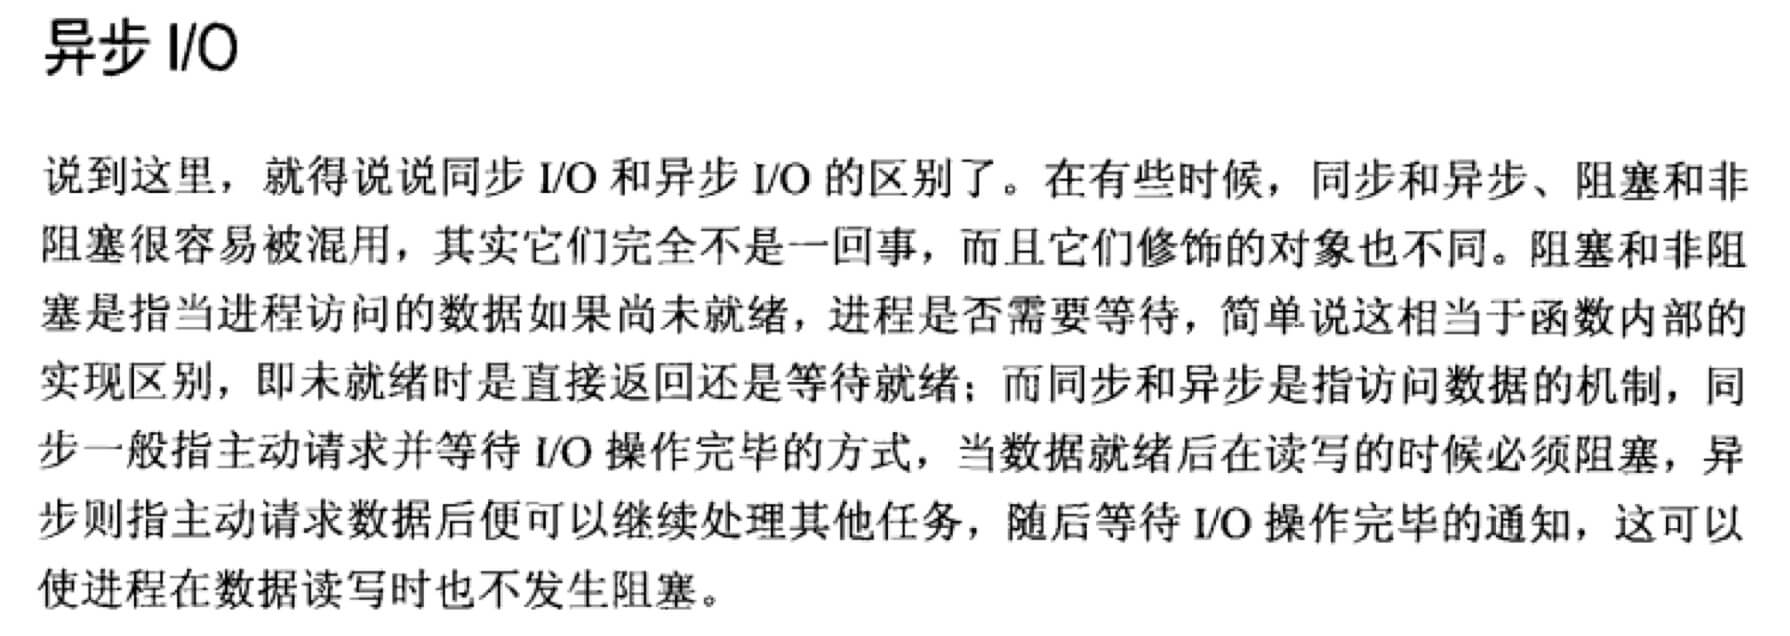 异步 I/O
说到这里，就得说说同步 I/O 和异步 I/O 的区别了。在有些时候，同步和异步、阻塞和非
阻塞很容易被混用，其实它们完全不是一回事，而且它们修饰的对象也不同。阻塞和非阻
塞是指当进程访问的数据如果尚未就绪，进程是否需要等待，简单说这相当于函数内部的
实现区别，即未就绪时是直接返回还是等待就绪；而同步和异步是指访问数据的机制，同
步一般指主动请求并等待 I/O 操作完毕的方式，当数据就绪后在读写的时候必须阻塞，异
步则指主动请求数据后便可以继续处理其他任务，随后等待 I/O 操作完毕的通知，这可以
使进程在数据读写时也不发生阻塞。